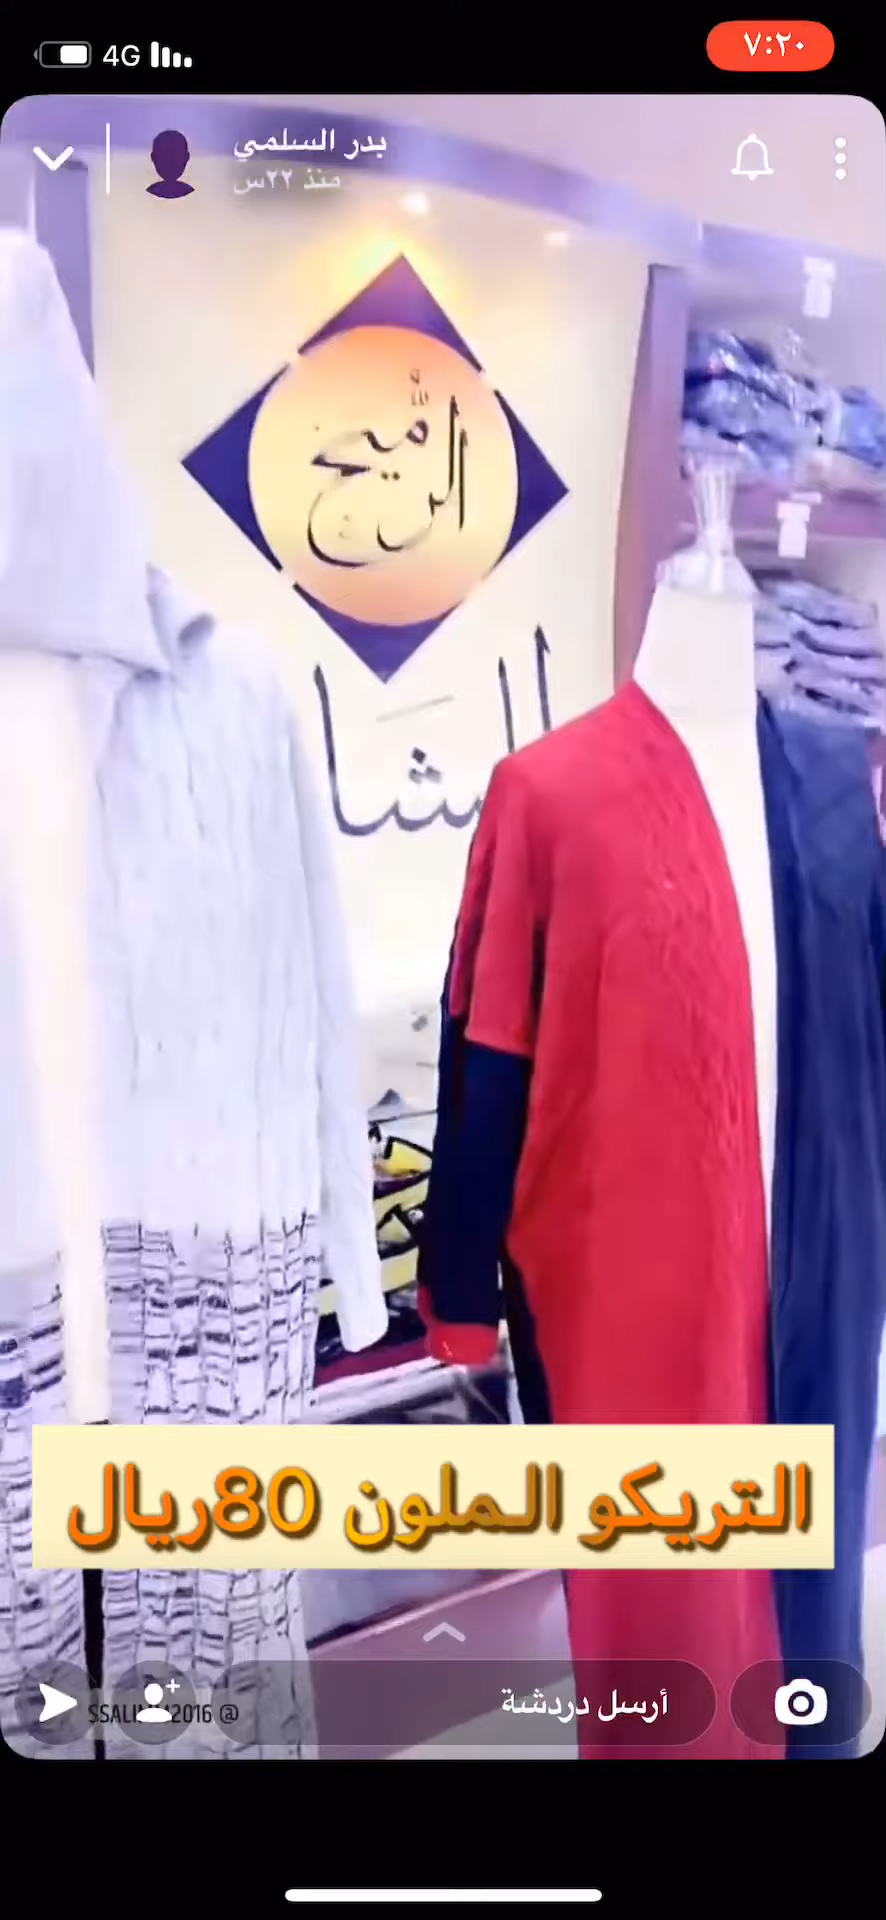 ٧:٢٠
4G
بدر السلمي
منذ ٢٢س
التريكو الملون 80ريال
أرسل دردشة